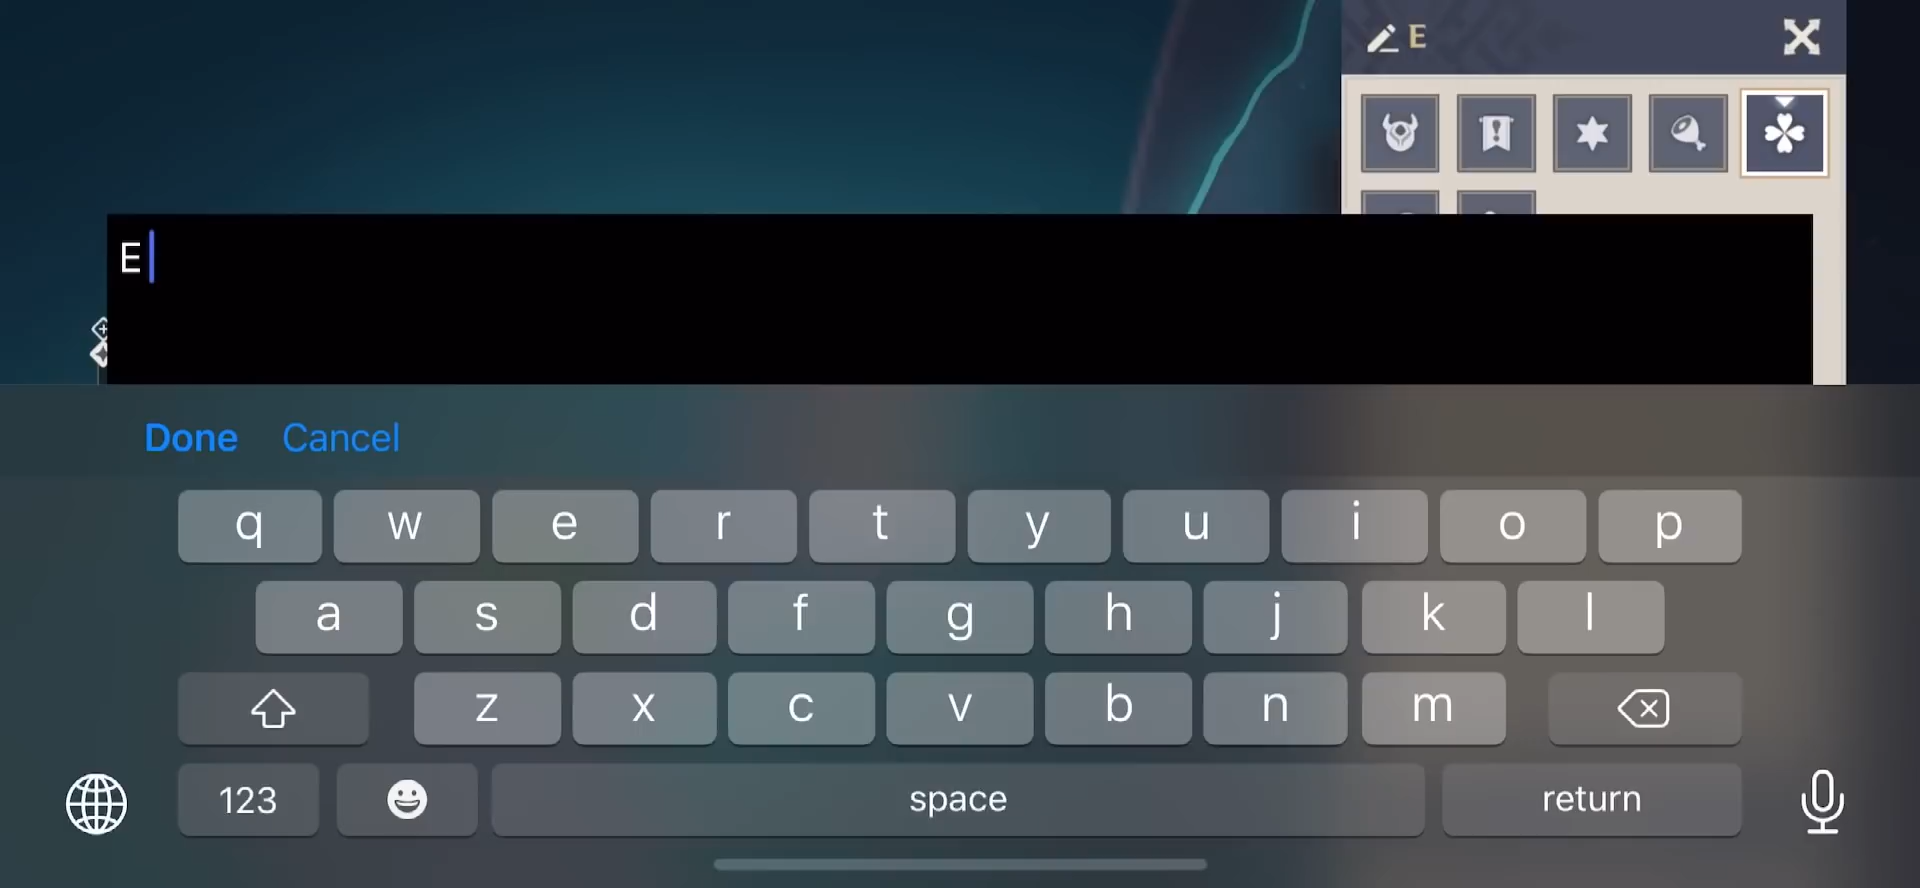 E
E
Done Cancel
q w e r t y u i o p
a s d f g h j k l
z x c v b n m
123 space return